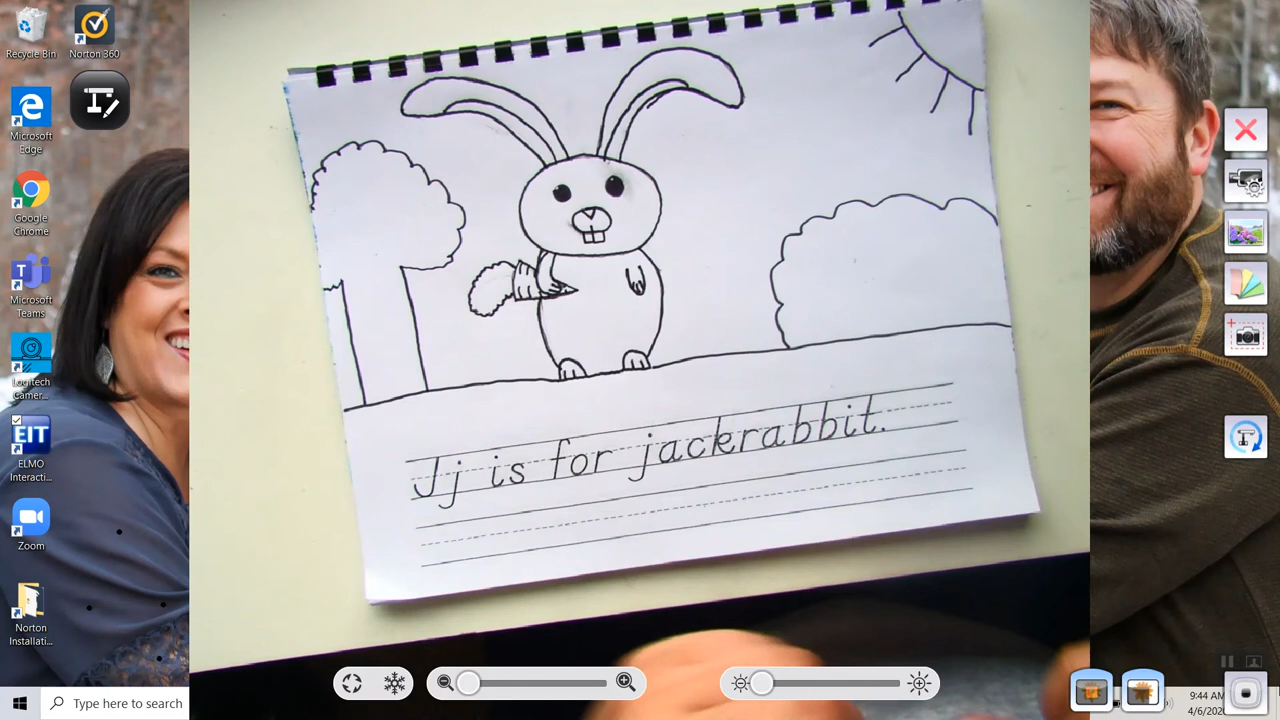 Recycle Bin
Norton 360
Microsoft Edge
Google Chrome
Microsoft Teams
Logitech Camer...
EIT
ELMO Interacti...
Zoom
Norton Installati...
Jj is for jackrabbit.
Type here to search
9:44 AM